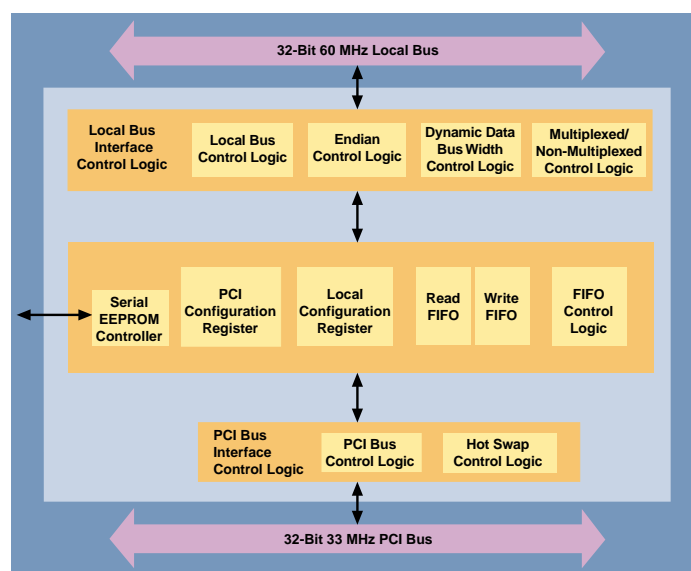 32-Bit 60 MHz Local Bus
Local Bus
Interface
Control Logic
Local Bus
Control Logic
Endian
Control Logic
Dynamic Data
Bus Width
Control Logic
Multiplexed/
Non-Multiplexed
Control Logic
Serial
EEPROM
Controller
PCI
Configuration
Register
Local
Configuration
Register
Read
FIFO
Write
FIFO
FIFO
Control
Logic
PCI Bus
Interface
Control Logic
PCI Bus
Control Logic
Hot Swap
Control Logic
32-Bit 33 MHz PCI Bus